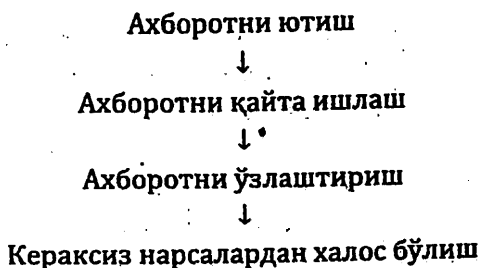 Ахборотни ютиш
↓
Ахборотни қайта ишлаш
↓
Ахборотни ўзлаштириш
↓
Кераксиз нарсалардан халос бўлиш